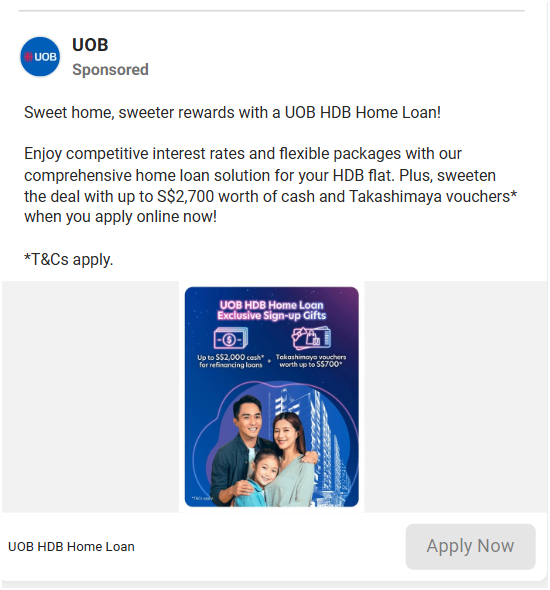 UOB
UOB
Sponsored
Sweet home, sweeter rewards with a UOB HDB Home Loan!
Enjoy competitive interest rates and flexible packages with our
comprehensive home loan solution for your HDB flat. Plus, sweeten
the deal with up to S$2,700 worth of cash and Takashimaya vouchers*
when you apply online now!
*T&Cs apply.
UOB HDB Home Loan
Exclusive Sign-up Gifts
Up to S$2,000 cash*
for refinancing loans
+
Takashimaya vouchers
worth up to S$700*
*T&Cs apply
UOB HDB Home Loan
Apply Now